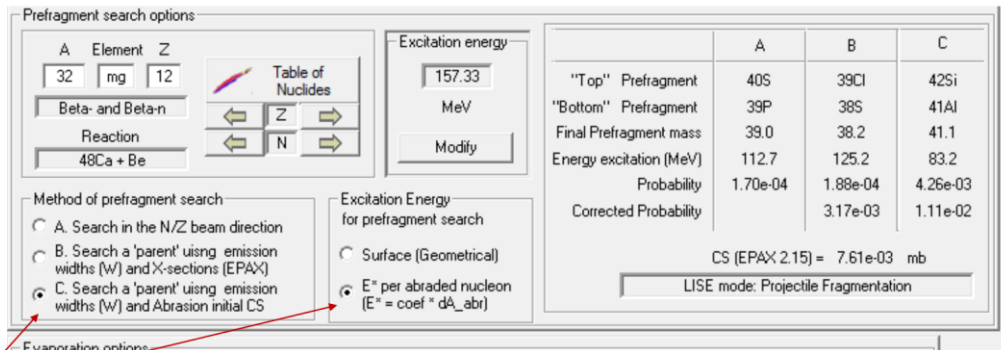 Prefragment search options
A Element Z
32 mg 12
Beta- and Beta-n
Reaction
48Ca + Be
Table of
Nuclides
Z
N
Excitation energy
157.33
MeV
Modify
Method of prefragment search
A. Search in the N/Z beam direction
B. Search a 'parent' uisng emission
widths (W) and X-sections (EPAX)
C. Search a 'parent' uisng emission
widths (W) and Abrasion initial CS
Excitation Energy
for prefragment search
Surface (Geometrical)
E* per abraded nucleon
(E* = coef * dA_abr)
A B C
"Top" Prefragment 40S 39Cl 42Si
"Bottom" Prefragment 39P 38S 41Al
Final Prefragment mass 39.0 38.2 41.1
Energy excitation (MeV) 112.7 125.2 83.2
Probability 1.70e-04 1.88e-04 4.26e-03
Corrected Probability 3.17e-03 1.11e-02
CS (EPAX 2.15) = 7.61e-03 mb
LISE mode: Projectile Fragmentation
Evaporation options